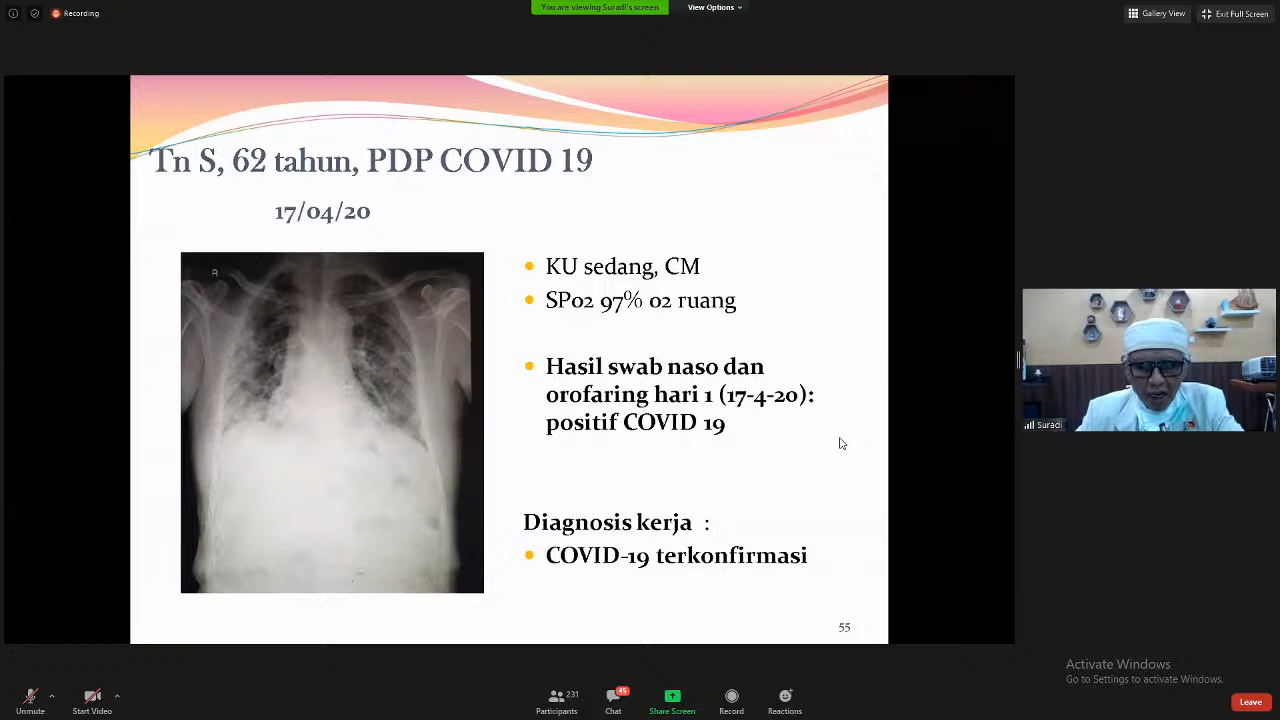 Recording
You are viewing Suradi's screen
View Options
Gallery View
Exit Full Screen
Tn S, 62 tahun, PDP COVID 19
17/04/20
R
KU sedang, CM
SPo2 97% 02 ruang
Hasil swab naso dan
orofaring hari 1 (17-4-20):
positif COVID 19
Diagnosis kerja :
COVID-19 terkonfirmasi
55
Suradi
Activate Windows
Go to Settings to activate Windows.
Unmute
Start Video
231
Participants
45
Chat
Share Screen
Record
Reactions
Leave